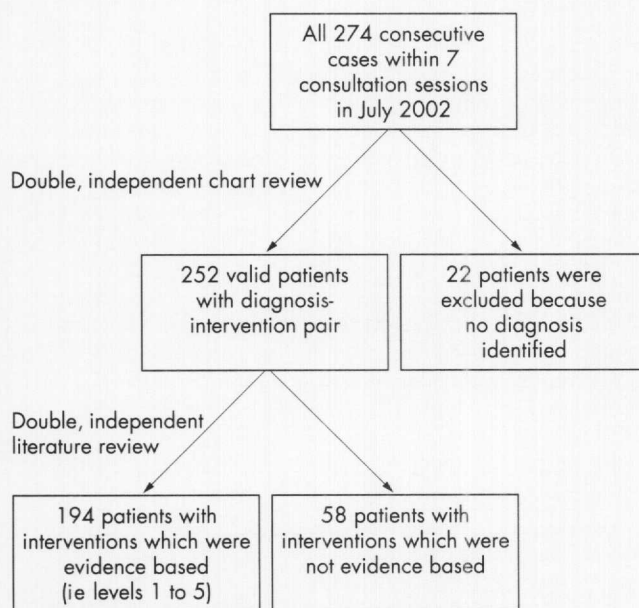 All 274 consecutive
cases within 7
consultation sessions
in July 2002
Double, independent chart review
252 valid patients
with diagnosis-
intervention pair
22 patients were
excluded because
no diagnosis
identified
Double, independent
literature review
194 patients with
interventions which were
evidence based
(ie levels 1 to 5)
58 patients with
interventions which were
not evidence based